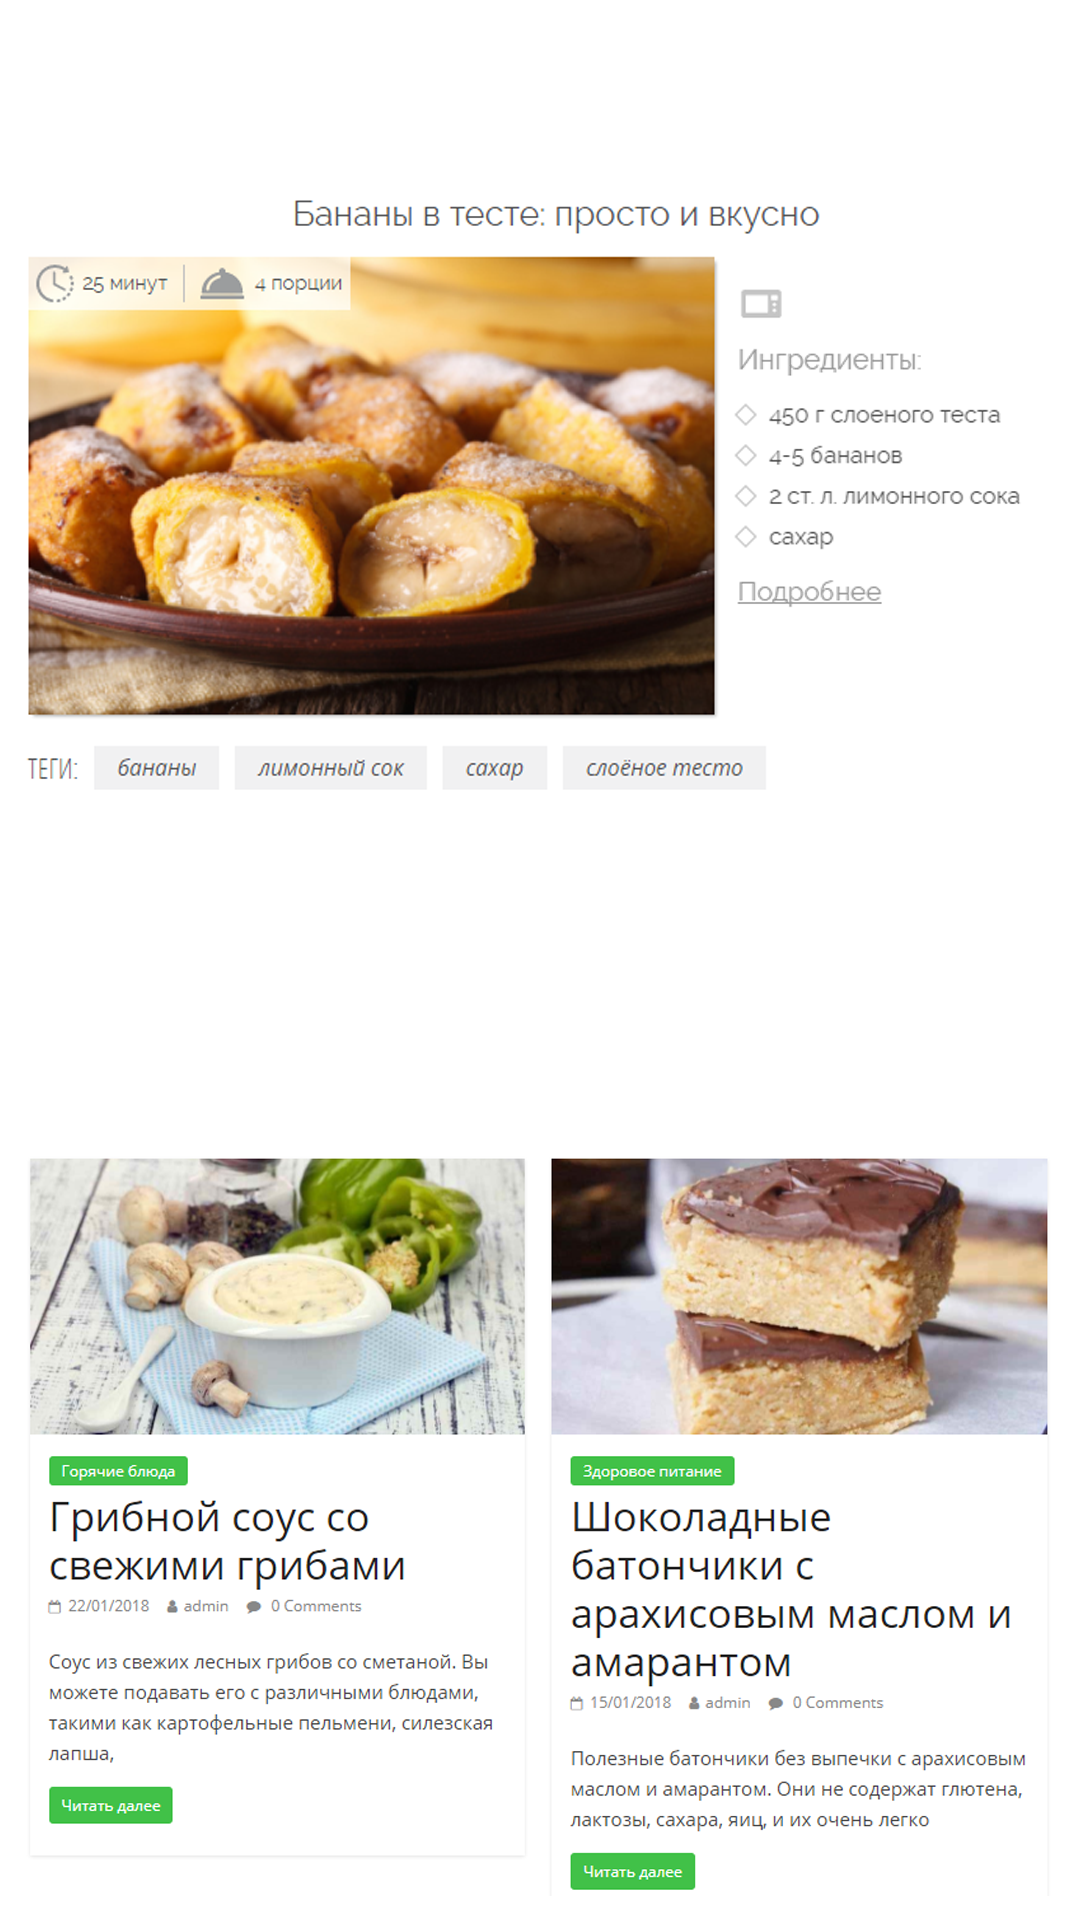 Бананы в тесте: просто и вкусно
25 минут
4 порции
Ингредиенты:
450 г слоеного теста
4-5 бананов
2 ст. л. лимонного сока
сахар
Подробнее
ТЕГИ: бананы лимонный сок сахар слоёное тесто
Горячие блюда
Грибной соус со
свежими грибами
22/01/2018 admin 0 Comments
Соус из свежих лесных грибов со сметаной. Вы
можете подавать его с различными блюдами,
такими как картофельные пельмени, силезская
лапша,
Читать далее
Здоровое питание
Шоколадные
батончики с
арахисовым маслом и
амарантом
15/01/2018 admin 0 Comments
Полезные батончики без выпечки с арахисовым
маслом и амарантом. Они не содержат глютена,
лактозы, сахара, яиц, и их очень легко
Читать далее